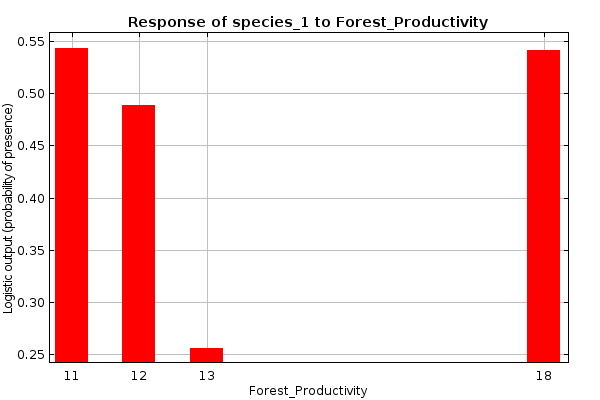 Response of species_1 to Forest_Productivity
Logistic output (probability of presence)
0.55
0.50
0.45
0.40
0.35
0.30
0.25
11 12 13 18
Forest_Productivity